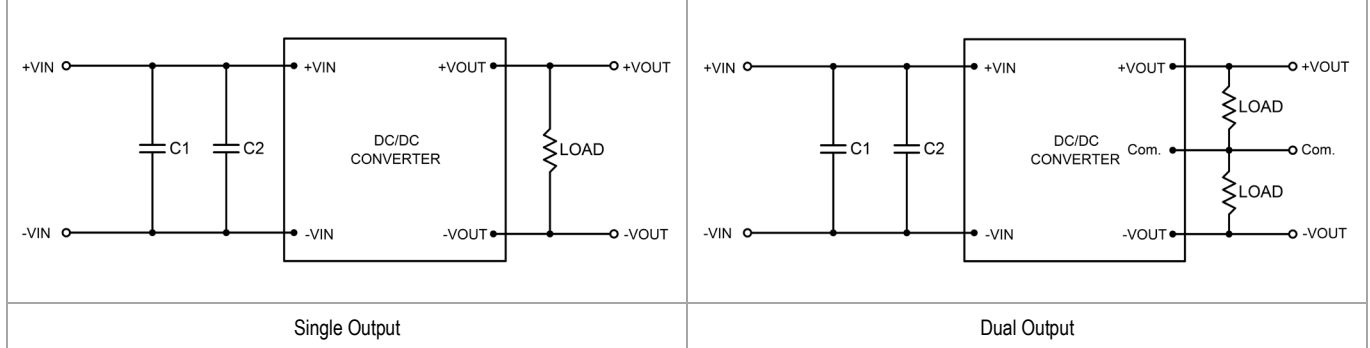 +VIN
+VIN
+VOUT
+VOUT
C1
C2
DC/DC
CONVERTER
LOAD
-VIN
-VIN
-VOUT
-VOUT
Single Output
+VIN
+VIN
+VOUT
+VOUT
LOAD
C1
C2
DC/DC
CONVERTER
Com.
Com.
LOAD
-VIN
-VIN
-VOUT
-VOUT
Dual Output